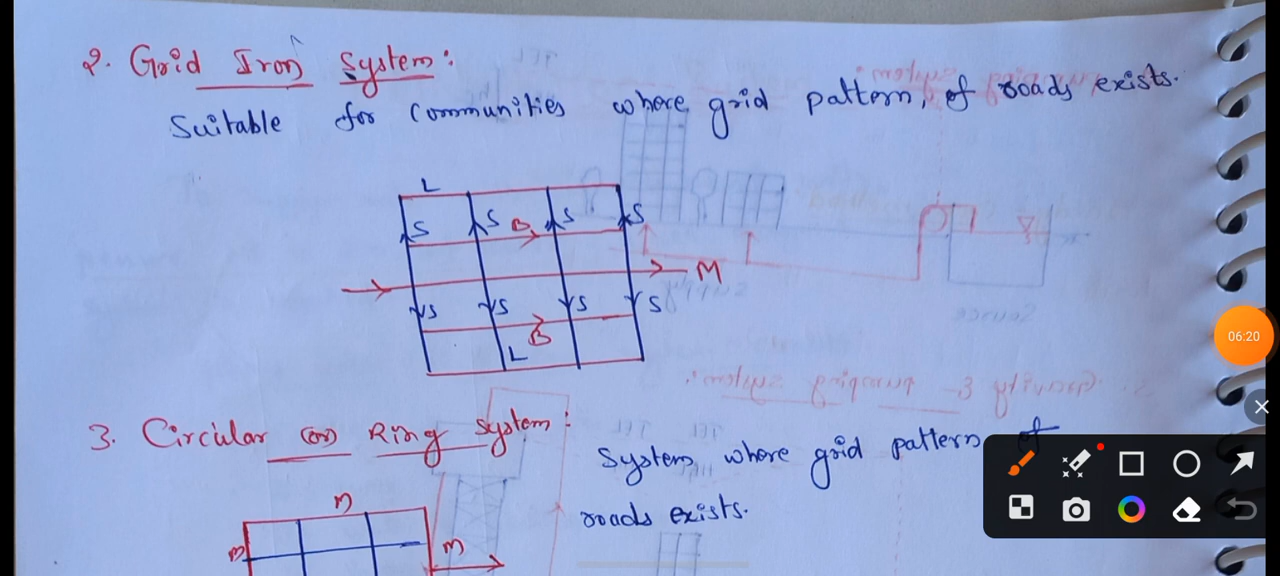 2. Grid Iron System:
Suitable for Communities where grid pattern, of roads exists.
L
S S B S S
M
S S S S
B
L
06:20
3. Circular (or) Ring System:
System, where grid pattern of
roads exists.
m
m m